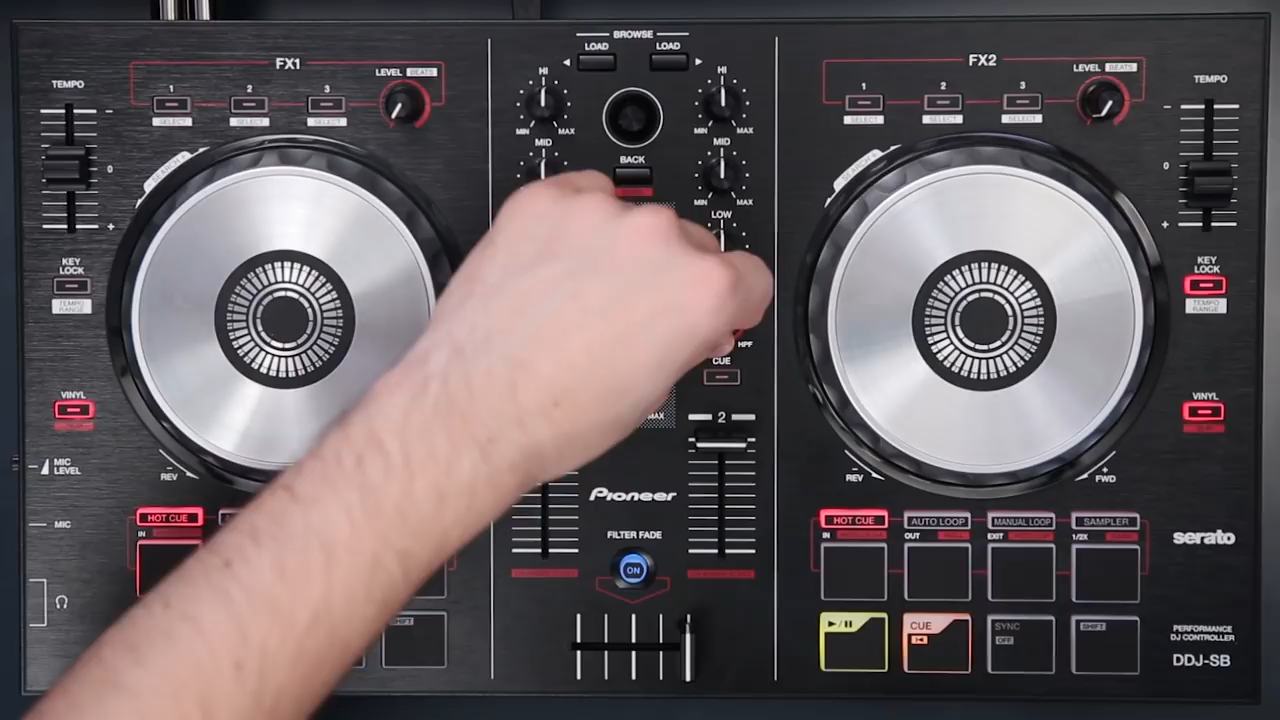 BROWSE
LOAD LOAD
FX1
LEVEL BEATS
TEMPO
1 2 3
SELECT SELECT SELECT
− 0 +
HI HI
MIN MAX MIN MAX
MID MID
BACK
MIN MAX
LOW
FX2
LEVEL BEATS
TEMPO
1 2 3
SELECT SELECT SELECT
− 0 +
SEARCH
SEARCH
KEY LOCK
TEMPO RANGE
KEY LOCK
TEMPO RANGE
HPF
CUE
MAX
2
VINYL
SLIP
VINYL
SLIP
MIC LEVEL
− REV
− REV
+ FWD
Pioneer
HOT CUE
IN
MIC
FILTER FADE
ON
HOT CUE AUTO LOOP MANUAL LOOP SAMPLER
IN OUT EXIT 1/2X
serato
SHIFT
CUE
SYNC
OFF
SHIFT
PERFORMANCE
DJ CONTROLLER
DDJ-SB